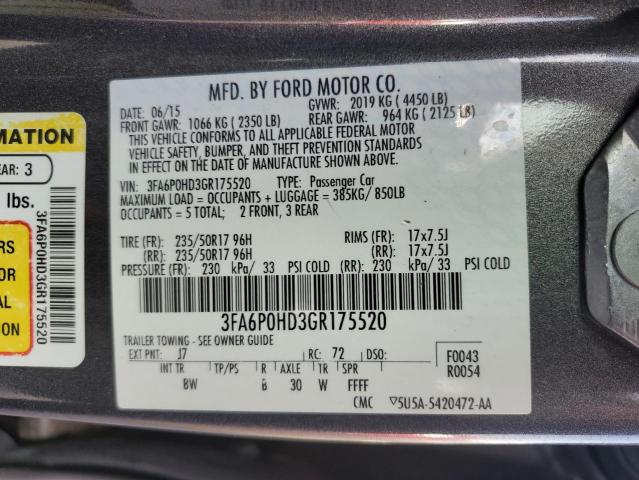 MFD. BY FORD MOTOR CO.
06/15 GVWR: 2019 KG ( 4450 LB)
FRONT GAWR: 1066 KG ( 2350 LB) REAR GAWR: 964 KG ( 2125 LB)
THIS VEHICLE CONFORMS TO ALL APPLICABLE FEDERAL MOTOR
VEHICLE SAFETY, BUMPER, AND THEFT PREVENTION STANDARDS
IN EFFECT ON THE DATE OF MANUFACTURE SHOWN ABOVE.
VIN: 3FA6P0HD3GR175520 TYPE: Passenger Car
MAXIMUM LOAD = OCCUPANTS + LUGGAGE = 385KG/ 850LB
OCCUPANTS = 5 TOTAL; 2 FRONT, 3 REAR
TIRE (FR): 235/50R17 96H RIMS (FR): 17x7.5J
(RR): 235/50R17 96H (RR): 17x7.5J
PRESSURE (FR): 230 kPa/ 33 PSI COLD (RR): 230 kPa/ 33 PSI COLD
3FA6P0HD3GR175520
TRAILER TOWING - SEE OWNER GUIDE
EXT PNT: J7 RC: 72 DSO:
F0043
R0054
INT TR TP/PS R AXLE TR SPR
BW B 30 W FFFF
CMC ▽5U5A-5420472-AA
MATION
EAR: 3
lbs.
RS
OR
AL
ION
3FA6P0HD3GR175520